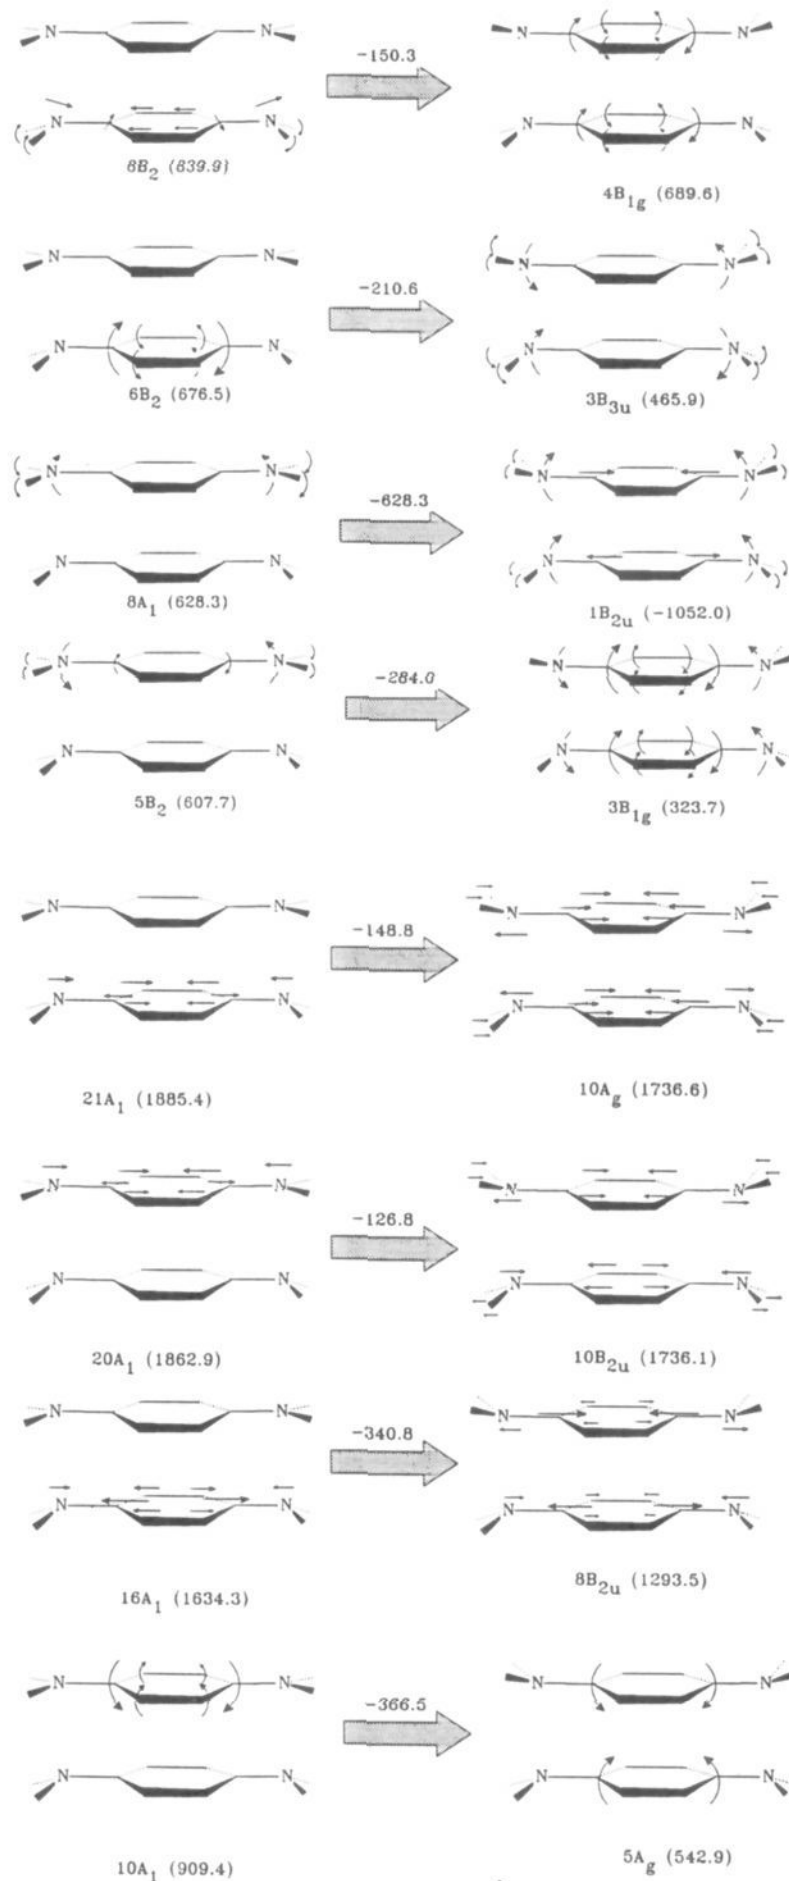 N N
-150.3
N N
N N
8B2 (839.9)
N N
4B1g (689.6)
N N
-210.6
N N
N N
6B2 (676.5)
N N
3B3u (465.9)
N N
-628.3
N N
N N
8A1 (628.3)
N N
1B2u (-1052.0)
N N
-284.0
N N
N N
5B2 (607.7)
N N
3B1g (323.7)
N N
-148.8
N N
N N
21A1 (1885.4)
N N
10Ag (1736.6)
N N
-126.8
N N
N N
20A1 (1862.9)
N N
10B2u (1736.1)
N N
-340.8
N N
N N
16A1 (1634.3)
N N
8B2u (1293.5)
N N
-366.5
N N
N N
10A1 (909.4)
N N
5Ag (542.9)